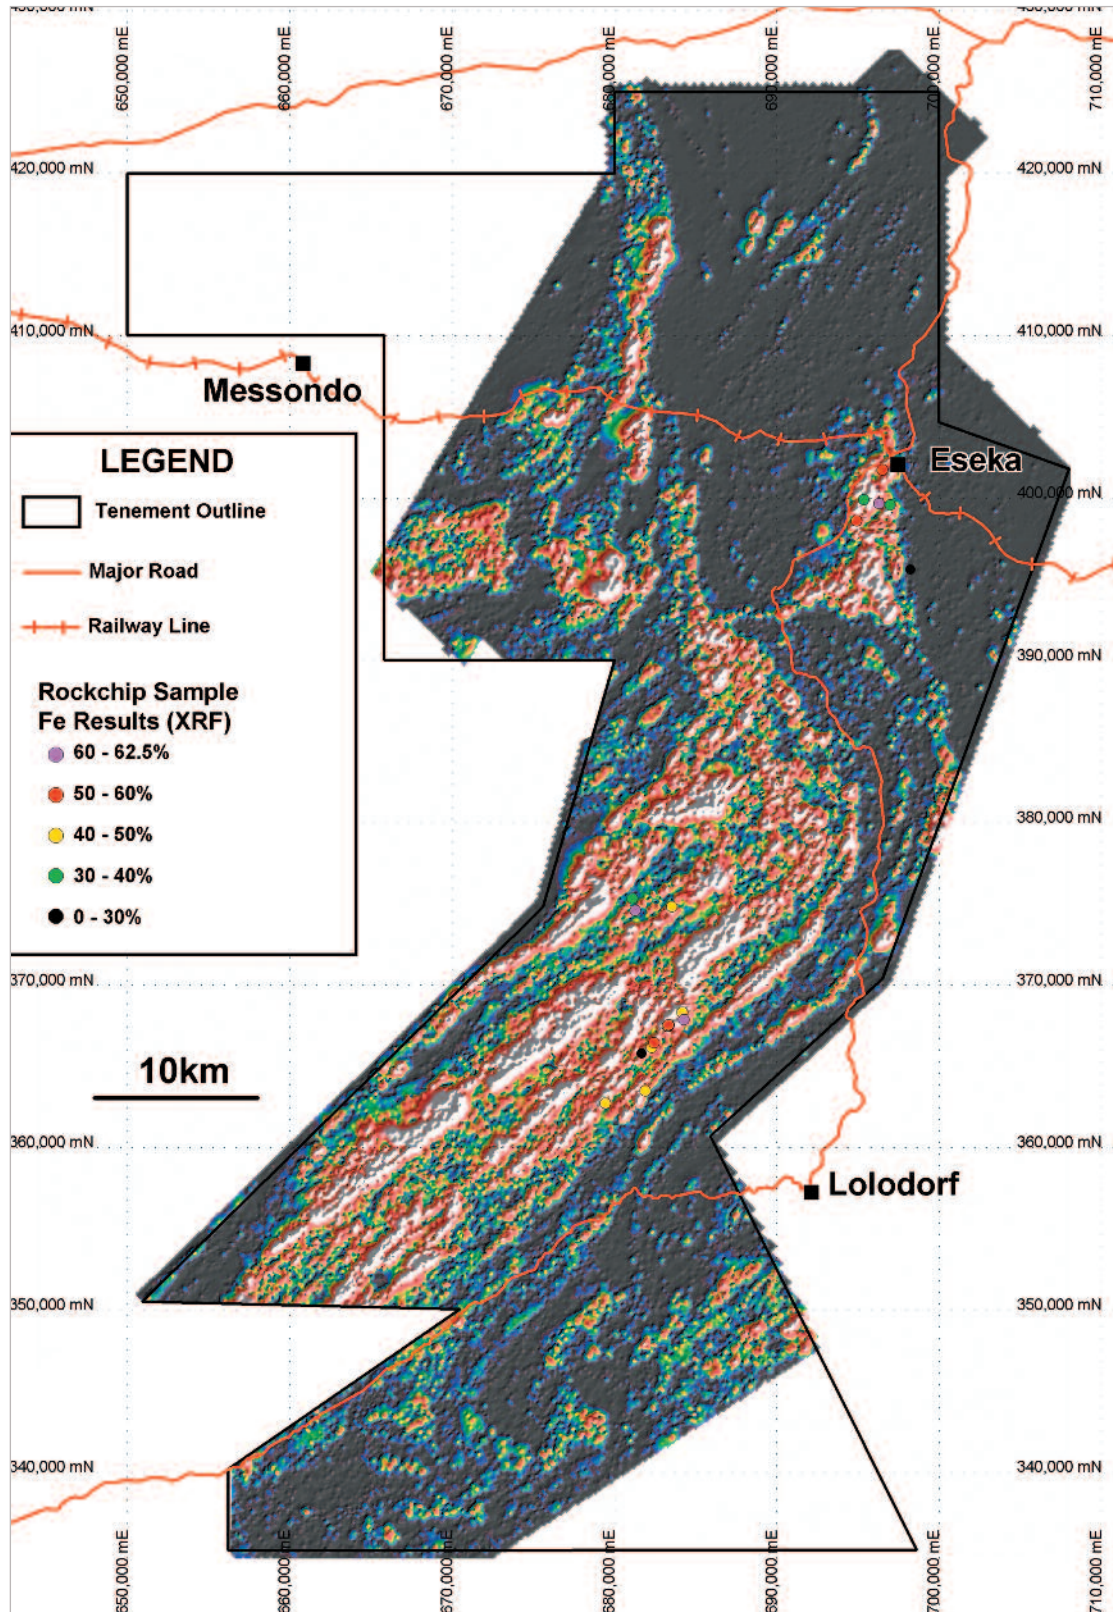 650,000 mE
660,000 mE
670,000 mE
680,000 mE
690,000 mE
700,000 mE
710,000 mE
420,000 mN
420,000 mN
410,000 mN
410,000 mN
Messondo
Eseka
400,000 mN
LEGEND
Tenement Outline
Major Road
Railway Line
Rockchip Sample
Fe Results (XRF)
60 - 62.5%
50 - 60%
40 - 50%
30 - 40%
0 - 30%
390,000 mN
380,000 mN
370,000 mN
370,000 mN
10km
360,000 mN
360,000 mN
Lolodorf
350,000 mN
350,000 mN
340,000 mN
340,000 mN
650,000 mE
660,000 mE
670,000 mE
680,000 mE
690,000 mE
700,000 mE
710,000 mE